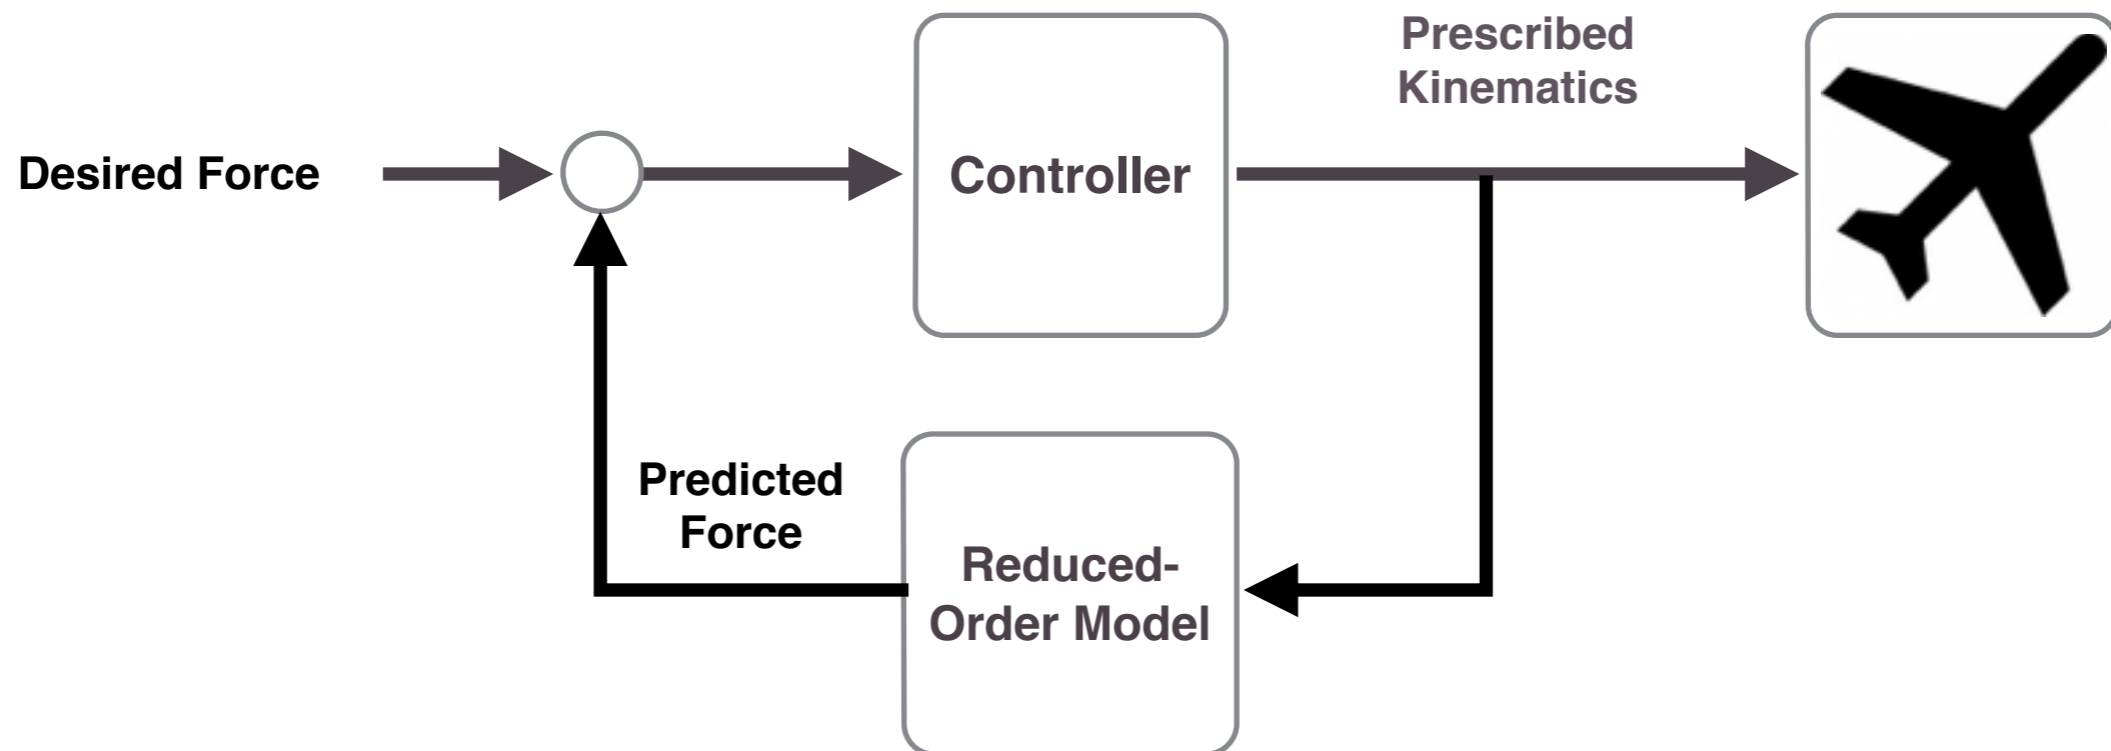 Prescribed
Kinematics
Desired Force
Controller
Predicted
Force
Reduced-
Order Model